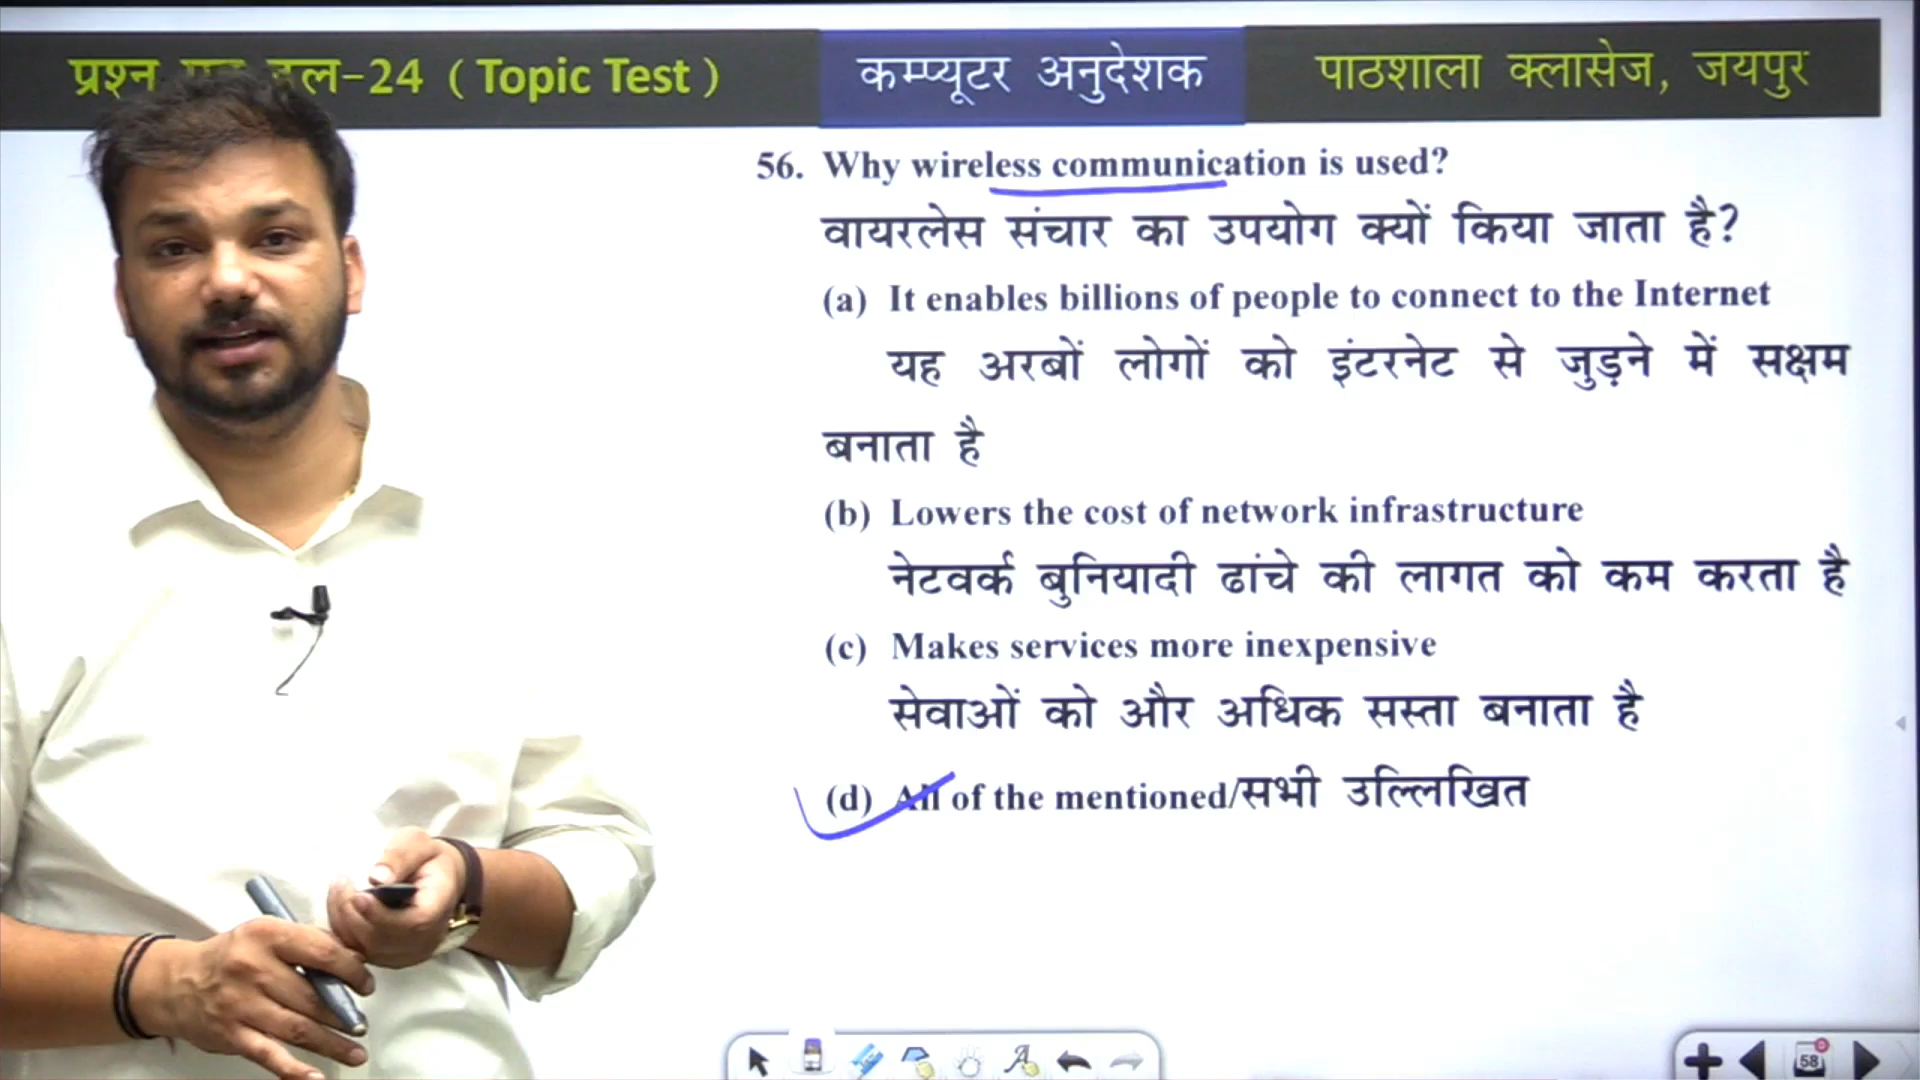 प्रश्न हल-24 ( Topic Test ) कम्प्यूटर अनुदेशक पाठशाला क्लासेज, जयपुर
56. Why wireless communication is used?
वायरलेस संचार का उपयोग क्यों किया जाता है?
(a) It enables billions of people to connect to the Internet
यह अरबों लोगों को इंटरनेट से जुड़ने में सक्षम
बनाता है
(b) Lowers the cost of network infrastructure
नेटवर्क बुनियादी ढांचे की लागत को कम करता है
(c) Makes services more inexpensive
सेवाओं को और अधिक सस्ता बनाता है
(d) All of the mentioned/सभी उल्लिखित
58